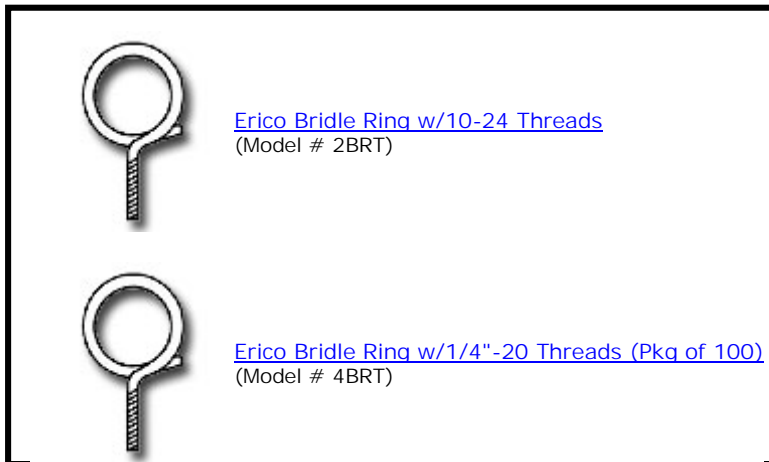 Erico Bridle Ring w/10-24 Threads
(Model # 2BRT)
Erico Bridle Ring w/1/4"-20 Threads (Pkg of 100)
(Model # 4BRT)